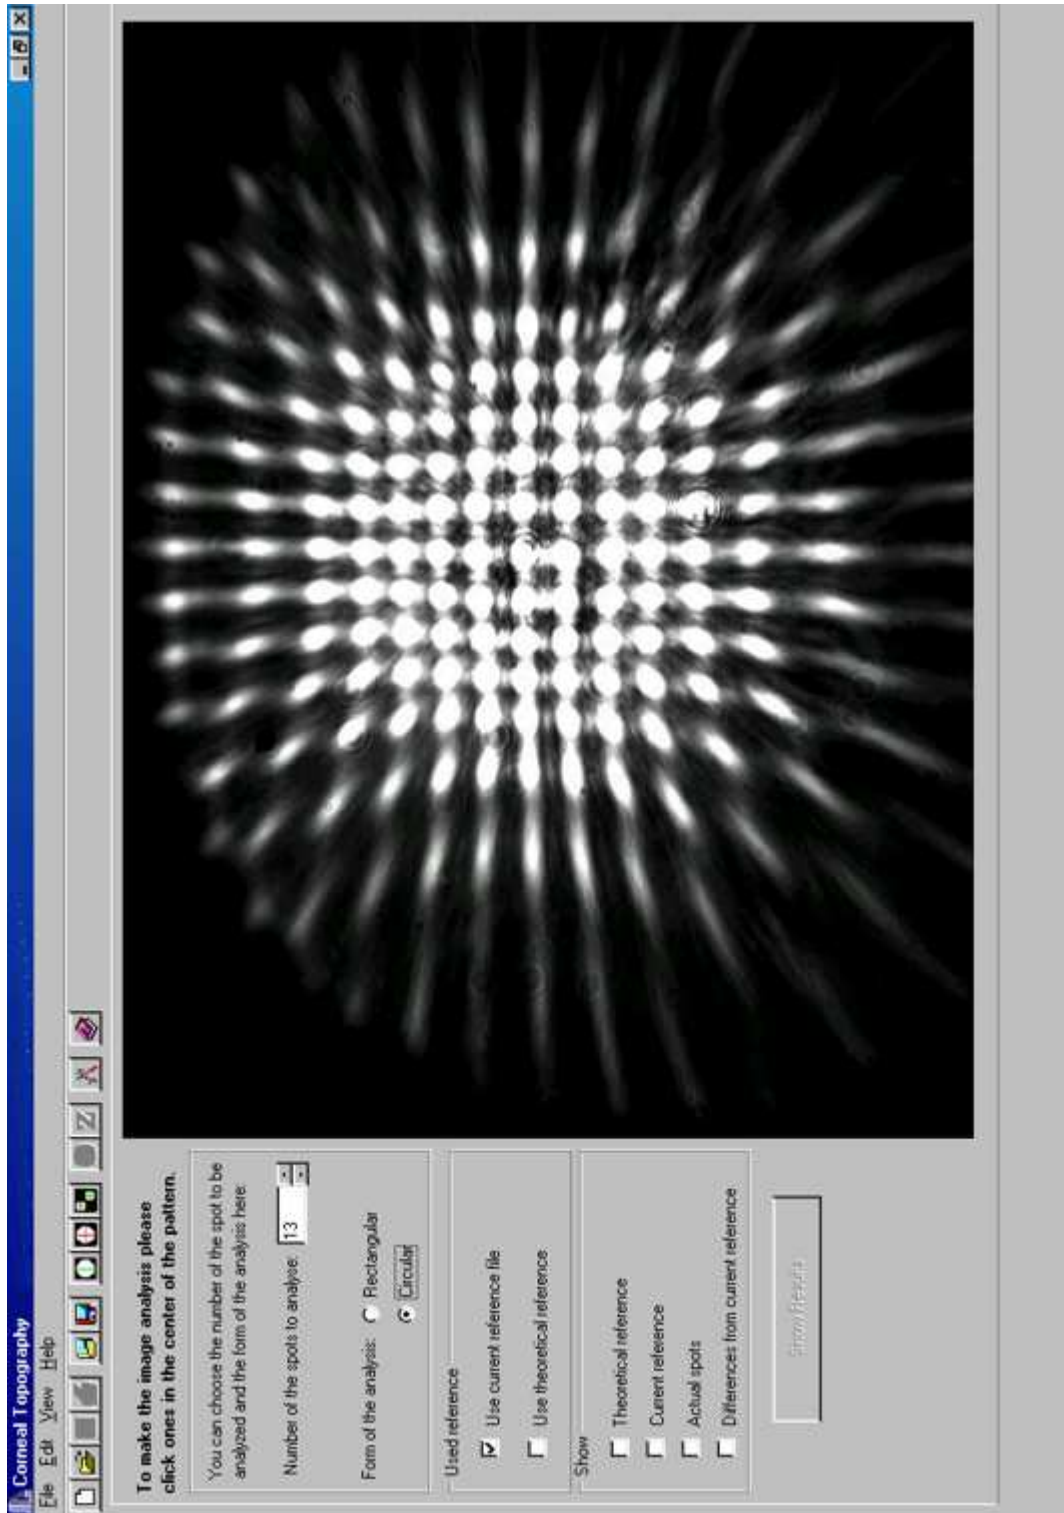 Corneal Topography
File Edit View Help
To make the image analysis please
click ones in the center of the pattern.
You can choose the number of the spot to be
analyzed and the form of the analysis here:
Number of the spots to analyse: 13
Form of the analysis: Rectangular
Circular
Used reference
Use current reference file
Use theoretical reference
Show
Theoretical reference
Current reference
Actual spots
Differences from current reference
Show Results